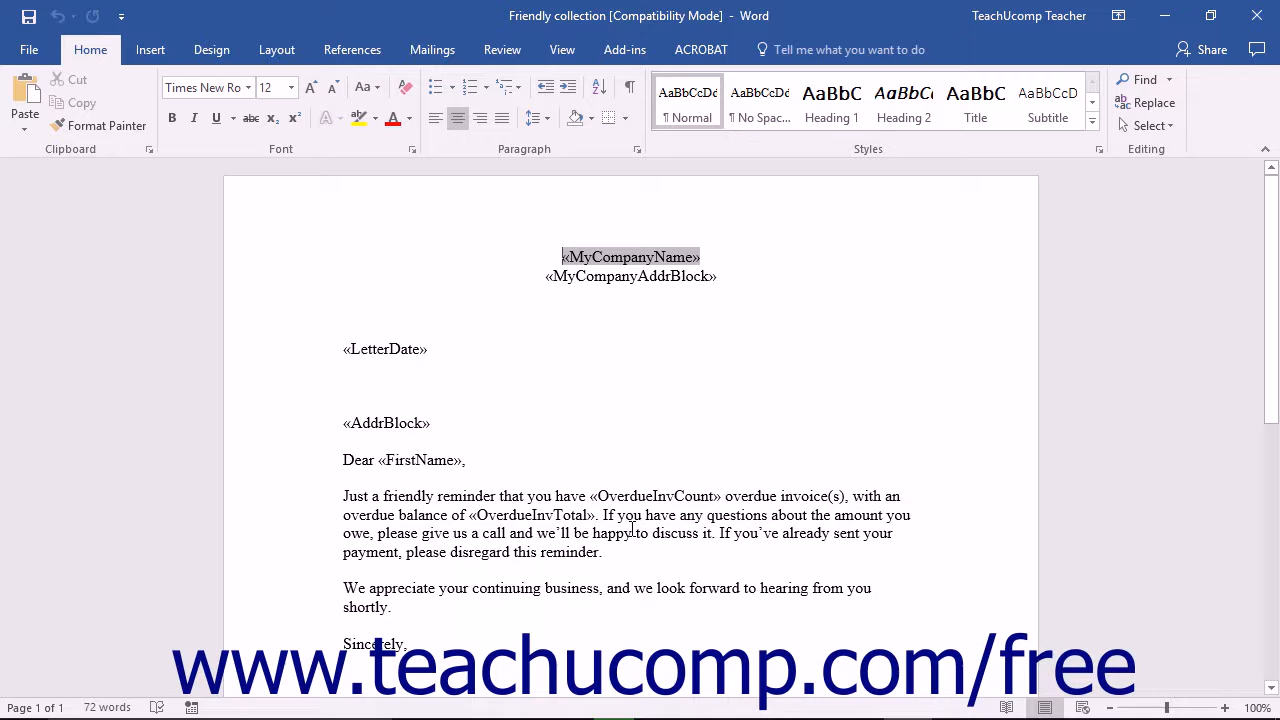 Friendly collection [Compatibility Mode] - Word
TeachUcomp Teacher
File Home Insert Design Layout References Mailings Review View Add-ins ACROBAT Tell me what you want to do Share
Paste
Cut
Copy
Format Painter
Clipboard
Times New Ro 12 Aa
B I U abc x₂ x² A A
Font
Paragraph
AaBbCcDd AaBbCcDd AaBbC AaBbC AaBbC AaBbCcD
¶ Normal ¶ No Spac... Heading 1 Heading 2 Title Subtitle
Styles
Find
Replace
Select
Editing
«MyCompanyName»
«MyCompanyAddrBlock»
«LetterDate»
«AddrBlock»
Dear «FirstName»,
Just a friendly reminder that you have «OverdueInvCount» overdue invoice(s), with an
overdue balance of «OverdueInvTotal». If you have any questions about the amount you
owe, please give us a call and we’ll be happy to discuss it. If you’ve already sent your
payment, please disregard this reminder.
We appreciate your continuing business, and we look forward to hearing from you
shortly.
Sincerely,
www.teachucomp.com/free
Page 1 of 1 72 words 100%